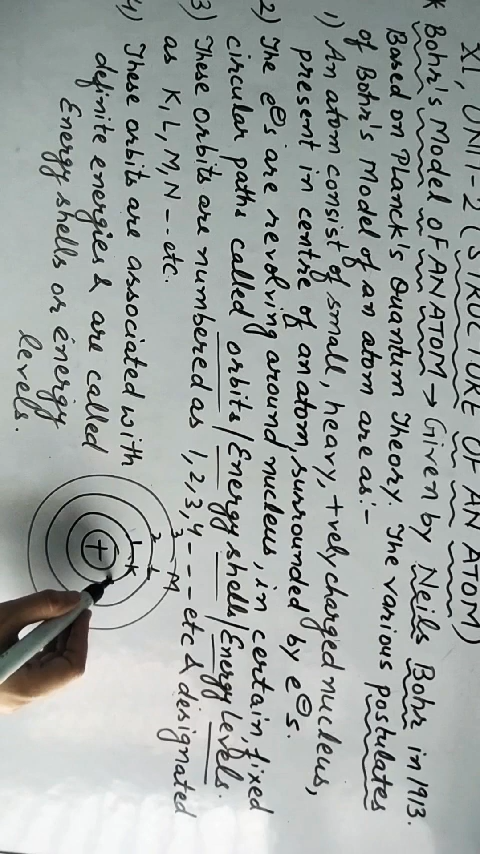 XI, UNIT-2 (STRUCTURE OF AN ATOM)
* Bohr's Model OF AN ATOM → Given by Neils Bohr in 1913.
Based on Planck's Quantum Theory. The various postulates
of Bohr's Model of an atom are as:-
1) An atom consist of small, heavy, +vely charged nucleus,
present in centre of an atom, surrounded by e⊖s.
2) The e⊖s are revolving around nucleus, in certain, fixed
circular paths called orbits/Energy shells/Energy levels.
3) These orbits are numbered as 1,2,3,4---etc & designated
as K,L,M,N--etc.
4) These orbits are associated with
definite energies & are called
Energy shells or energy
levels.
3 M
2 L
1 K
+